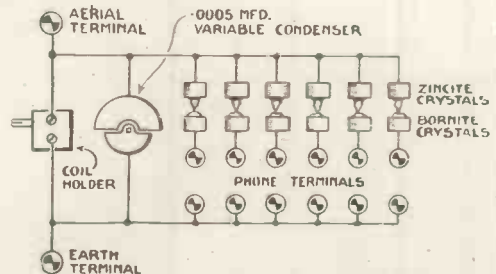 AERIAL
TERMINAL
.0005 MFD.
VARIABLE CONDENSER
ZINCITE
CRYSTALS
BORNITE
CRYSTALS
COIL
HOLDER
PHONE TERMINALS
EARTH
TERMINAL